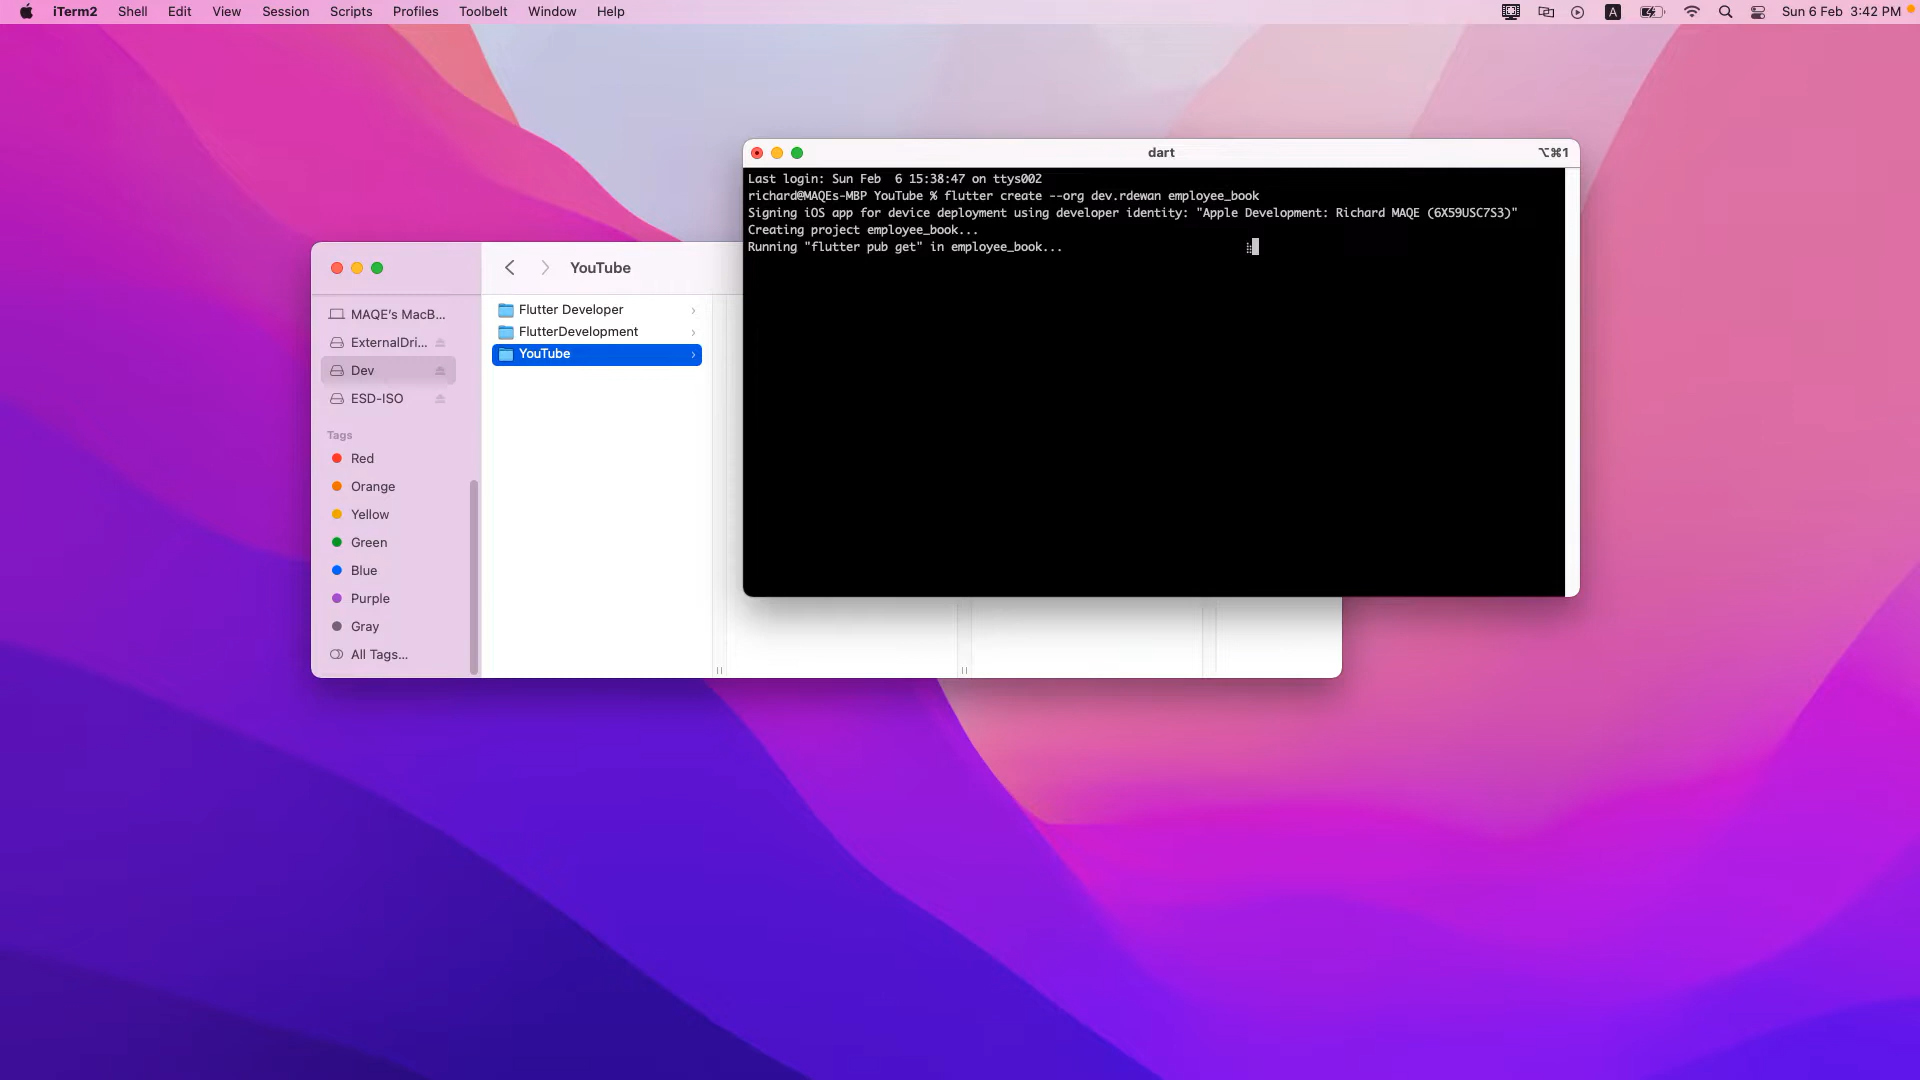 iTerm2 Shell Edit View Session Scripts Profiles Toolbelt Window Help
A Sun 6 Feb 3:42 PM
dart
⌥⌘1
Last login: Sun Feb  6 15:38:47 on ttys002
richard@MAQEs-MBP YouTube % flutter create --org dev.rdewan employee_book
Signing iOS app for device deployment using developer identity: "Apple Development: Richard MAQE (6X59USC7S3)"
Creating project employee_book...
Running "flutter pub get" in employee_book...
YouTube
MAQE's MacB...
ExternalDri...
Dev
ESD-ISO
Tags
Red
Orange
Yellow
Green
Blue
Purple
Gray
All Tags...
Flutter Developer
FlutterDevelopment
YouTube